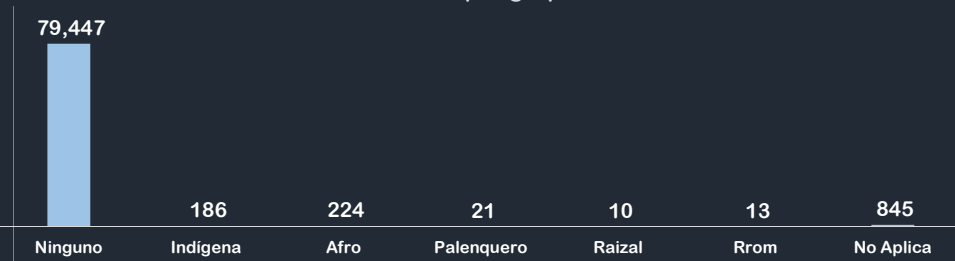 79,447
186 224 21 10 13 845
Ninguno Indígena Afro Palenquero Raizal Rrom No Aplica